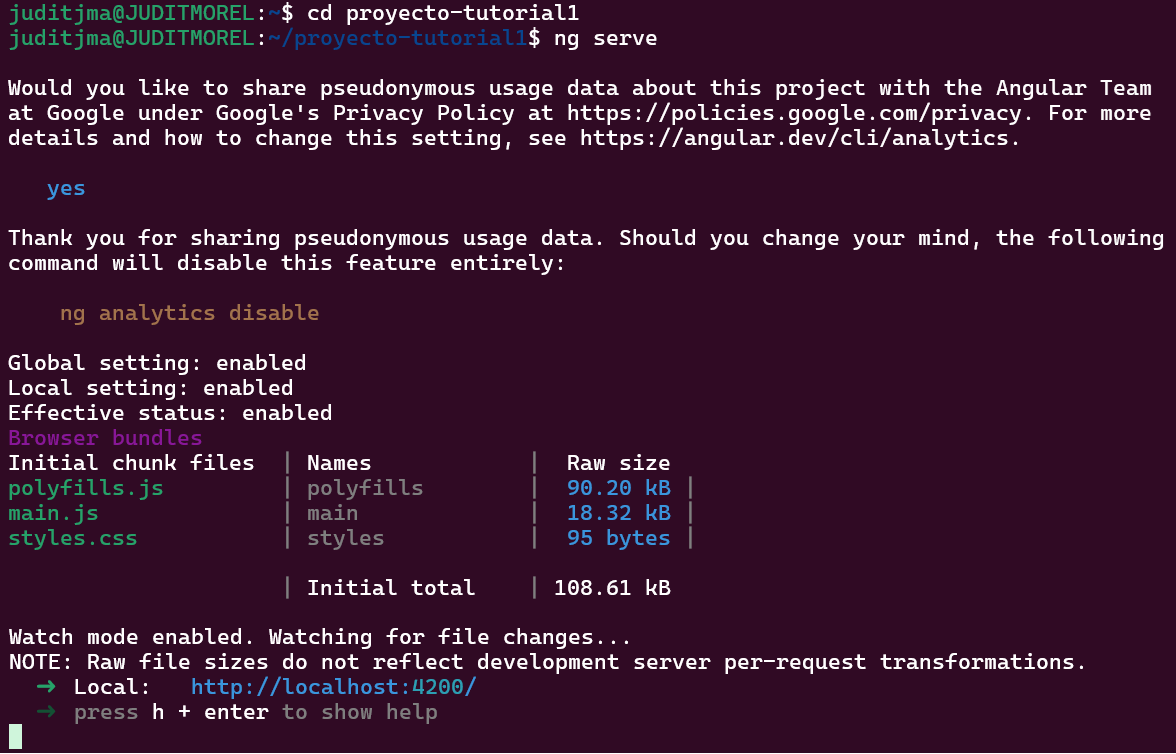 juditjma@JUDITMOREL:~$ cd proyecto-tutorial1
juditjma@JUDITMOREL:~/proyecto-tutorial1$ ng serve
Would you like to share pseudonymous usage data about this project with the Angular Team
at Google under Google's Privacy Policy at https://policies.google.com/privacy. For more
details and how to change this setting, see https://angular.dev/cli/analytics.
yes
Thank you for sharing pseudonymous usage data. Should you change your mind, the following
command will disable this feature entirely:
ng analytics disable
Global setting: enabled
Local setting: enabled
Effective status: enabled
Browser bundles
Initial chunk files | Names | Raw size
polyfills.js | polyfills | 90.20 kB |
main.js | main | 18.32 kB |
styles.css | styles | 95 bytes |
| Initial total | 108.61 kB
Watch mode enabled. Watching for file changes...
NOTE: Raw file sizes do not reflect development server per-request transformations.
➜ Local: http://localhost:4200/
➜ press h + enter to show help